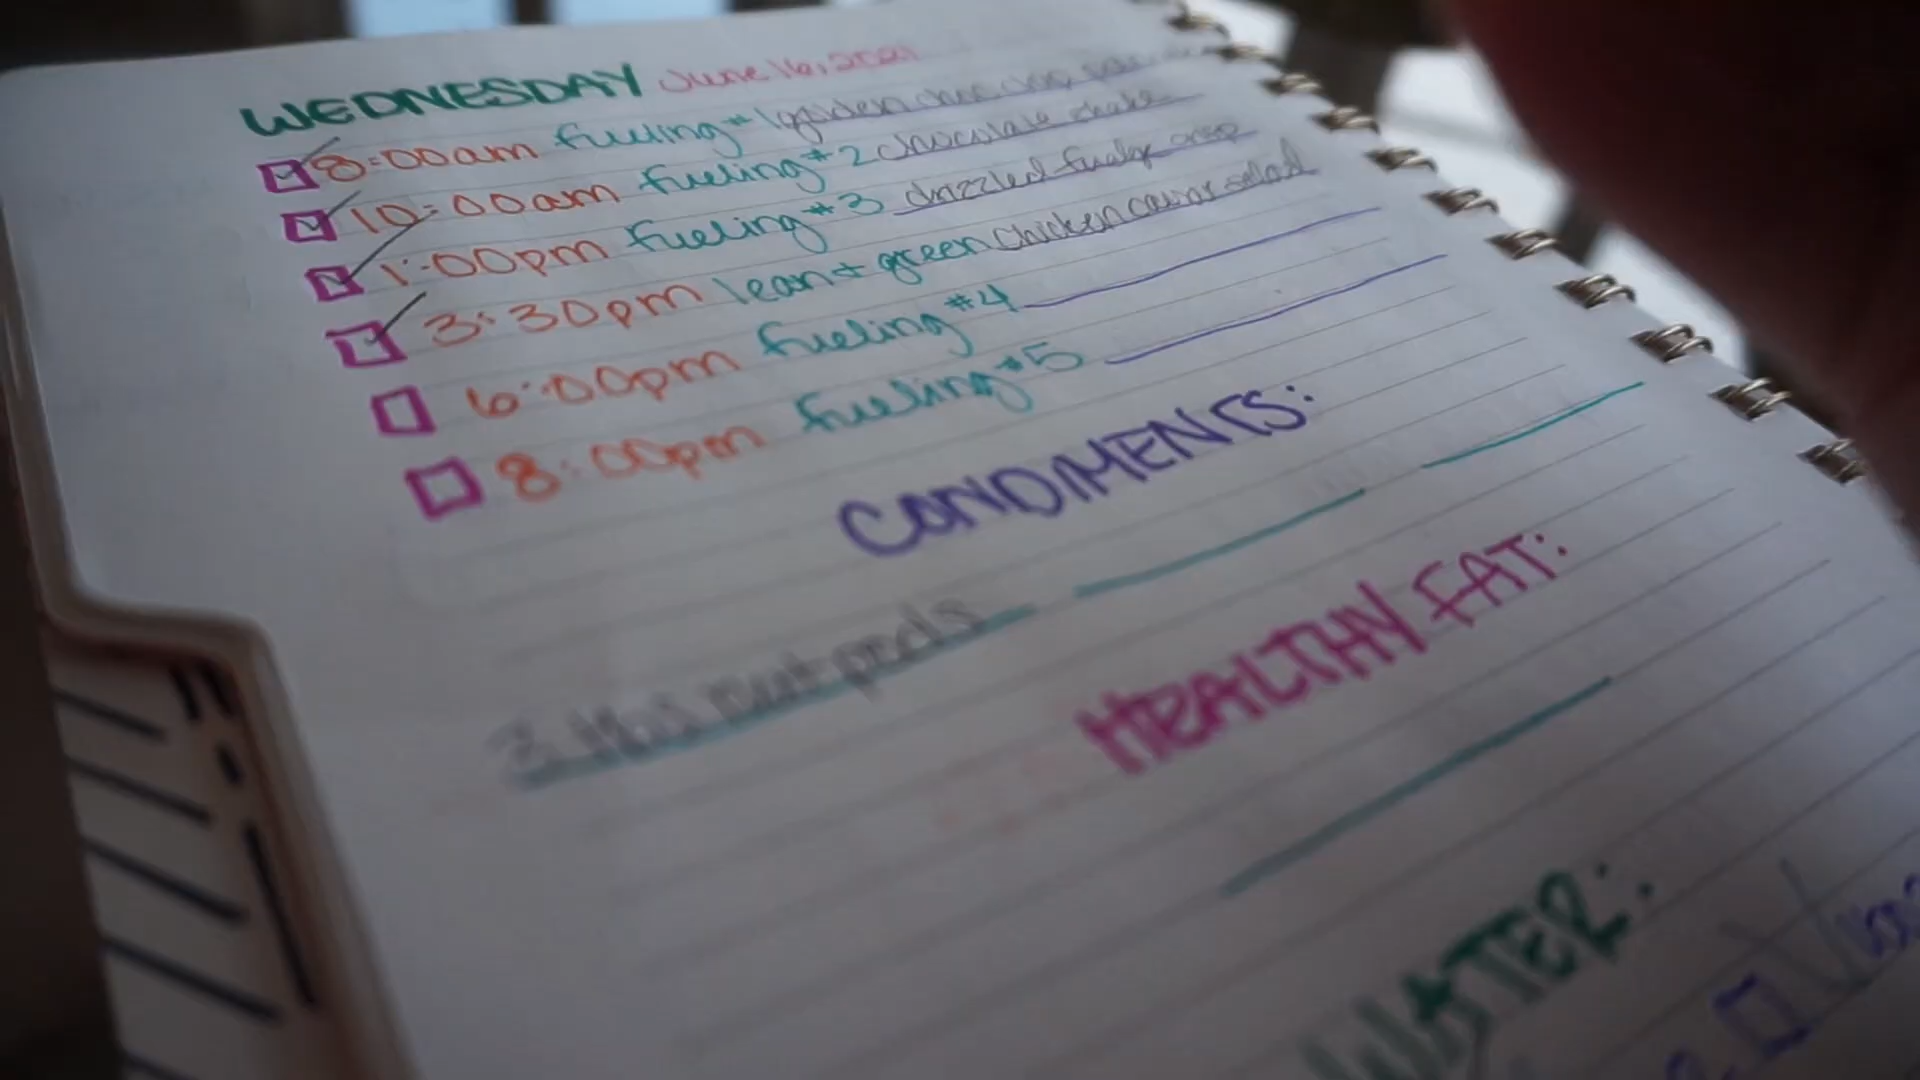 WEDNESDAY June 16, 2021
8:00am fueling #1 golden choc chip
10:00am fueling #2 chocolate shake
1:00pm fueling #3 drizzled fudge crisp
3:30pm lean + green chicken caesar salad
6:00pm fueling #4
8:00pm fueling #5
CONDIMENTS:
nutpods
HEALTHY FAT:
WATER: